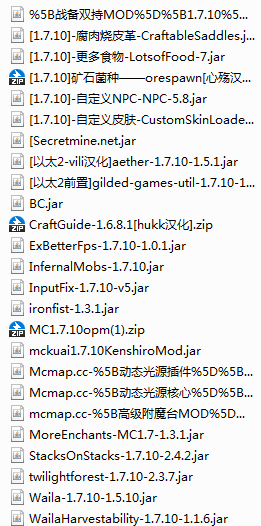 %5B战备双持MOD%5D%5B1.7.10%5...
[1.7.10]-腐肉烧皮革-CraftableSaddles.j...
[1.7.10]-更多食物-LotsofFood-7.jar
[1.7.10]矿石菌种——orespawn[心殇汉...
[1.7.10]-自定义NPC-NPC-5.8.jar
[1.7.10]-自定义皮肤-CustomSkinLoade...
[Secretmine.net.jar
[以太2-vili汉化]aether-1.7.10-1.5.1.jar
[以太2前置]gilded-games-util-1.7.10-1...
BC.jar
ZIP CraftGuide-1.6.8.1[hukk汉化].zip
ExBetterFps-1.7.10-1.0.1.jar
InfernalMobs-1.7.10.jar
InputFix-1.7.10-v5.jar
ironfist-1.3.1.jar
ZIP MC1.7.10opm(1).zip
mckuai1.7.10KenshiroMod.jar
Mcmap.cc-%5B动态光源插件%5D%5B...
Mcmap.cc-%5B动态光源核心%5D%5B...
mcmap.cc-%5B高级附魔台MOD%5D...
MoreEnchants-MC1.7-1.3.1.jar
StacksOnStacks-1.7.10-2.4.2.jar
twilightforest-1.7.10-2.3.7.jar
Waila-1.7.10-1.5.10.jar
WailaHarvestability-1.7.10-1.1.6.jar